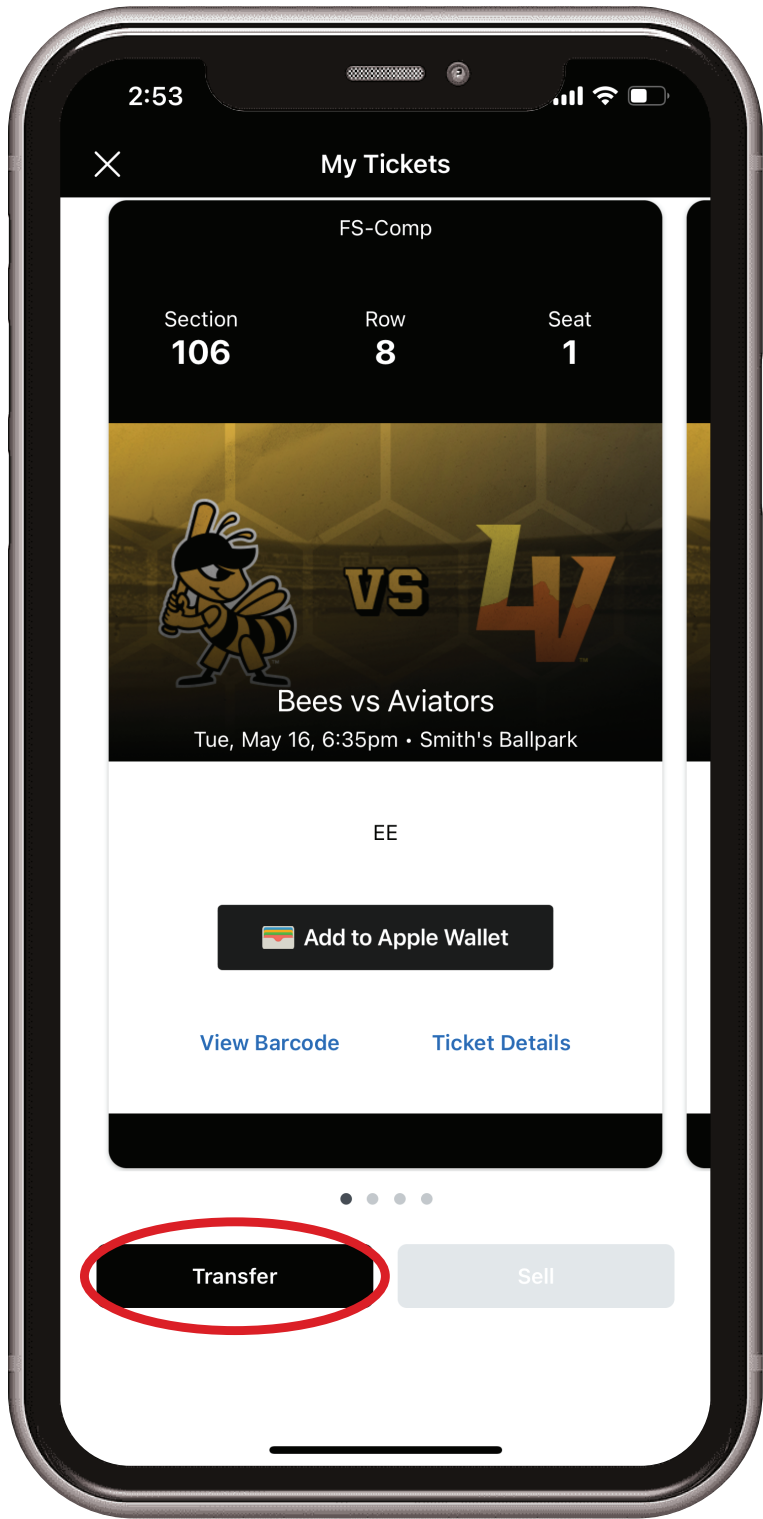 2:53
My Tickets
FS-Comp
Section Row Seat
106 8 1
VS
LV
Bees vs Aviators
Tue, May 16, 6:35pm • Smith's Ballpark
EE
Add to Apple Wallet
View Barcode Ticket Details
Transfer Sell